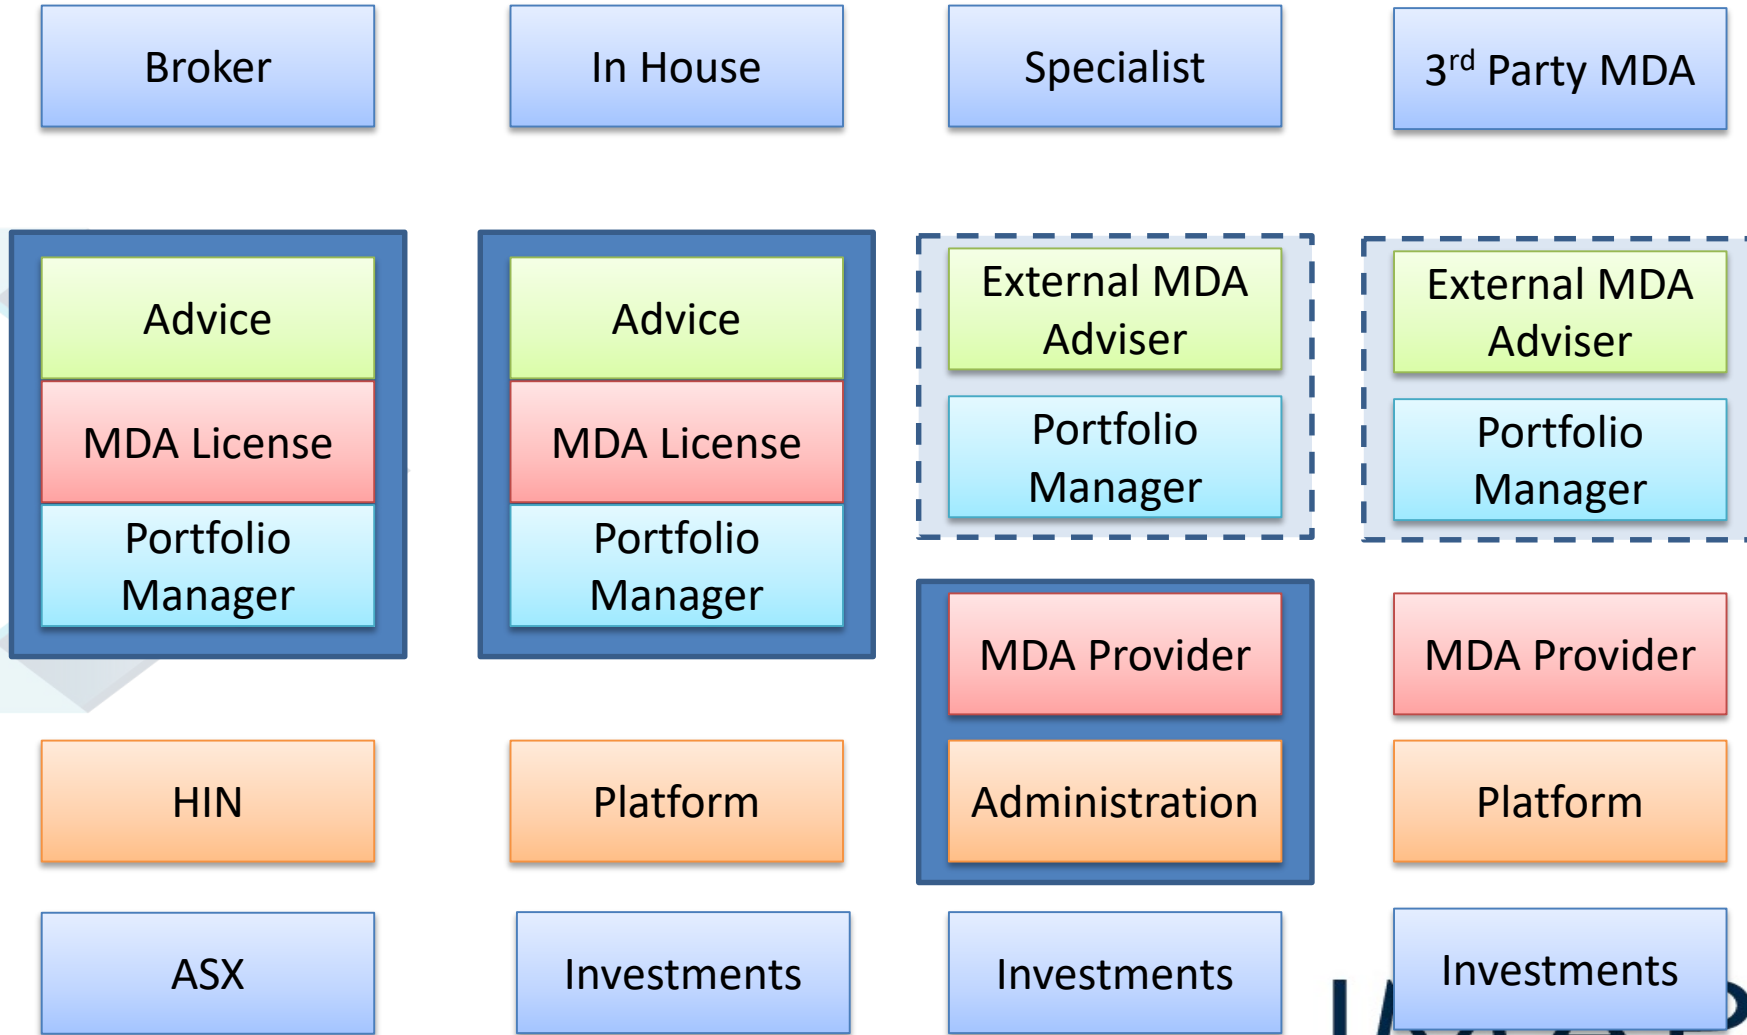 Broker
In House
Specialist
3rd Party MDA
Advice
MDA License
Portfolio
Manager
Advice
MDA License
Portfolio
Manager
External MDA
Adviser
Portfolio
Manager
External MDA
Adviser
Portfolio
Manager
MDA Provider
MDA Provider
HIN
Platform
Administration
Platform
ASX
Investments
Investments
Investments